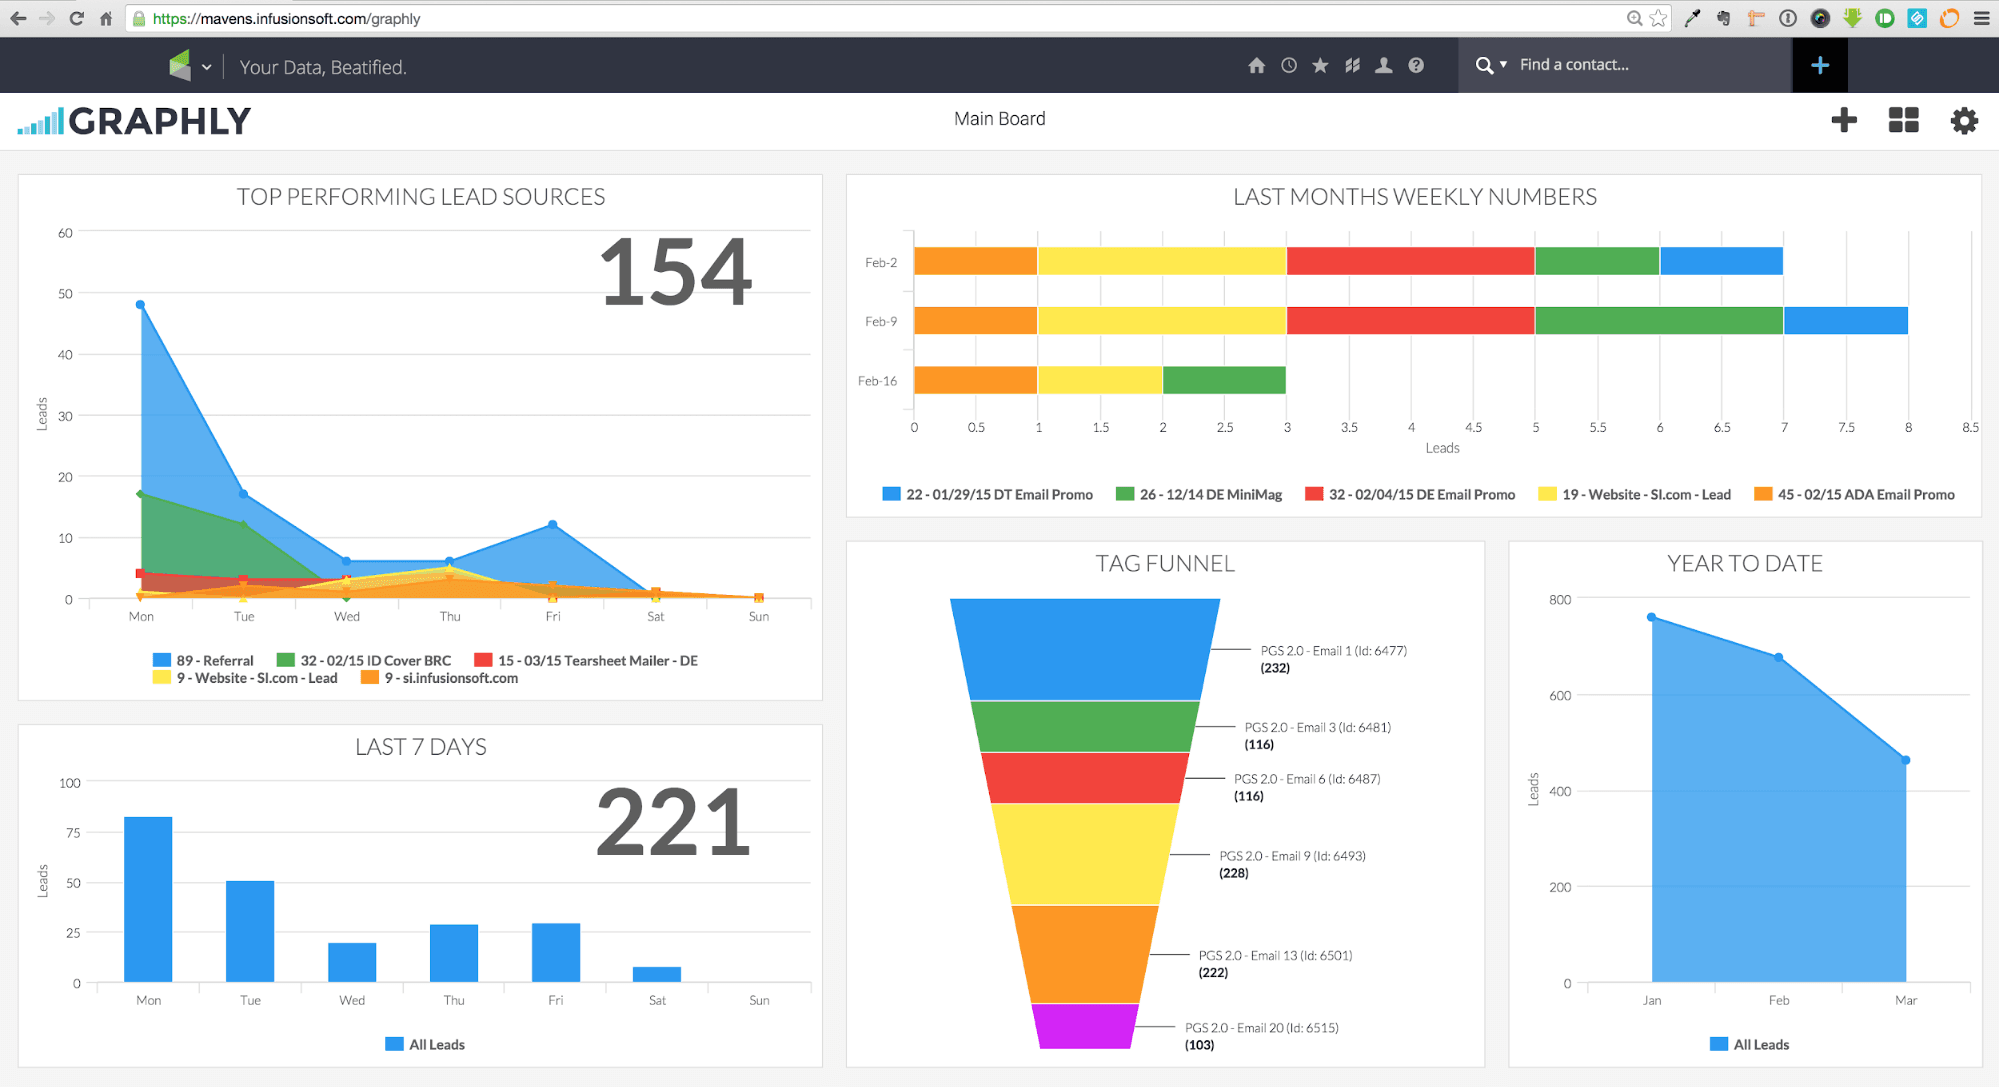 https://mavens.infusionsoft.com/graphly
Your Data, Beatified.
Find a contact...
GRAPHLY
Main Board
TOP PERFORMING LEAD SOURCES
154
60
50
40
30
20
10
0
Leads
Mon Tue Wed Thu Fri Sat Sun
89 - Referral 32 - 02/15 ID Cover BRC 15 - 03/15 Tearsheet Mailer - DE
9 - Website - SI.com - Lead 9 - si.infusionsoft.com
LAST MONTHS WEEKLY NUMBERS
Feb-2
Feb-9
Feb-16
0 0.5 1 1.5 2 2.5 3 3.5 4 4.5 5 5.5 6 6.5 7 7.5 8 8.5
Leads
22 - 01/29/15 DT Email Promo 26 - 12/14 DE MiniMag 32 - 02/04/15 DE Email Promo 19 - Website - SI.com - Lead 45 - 02/15 ADA Email Promo
LAST 7 DAYS
221
100
75
50
25
0
Leads
Mon Tue Wed Thu Fri Sat Sun
All Leads
TAG FUNNEL
PGS 2.0 - Email 1 (Id: 6477)
(232)
PGS 2.0 - Email 3 (Id: 6481)
(116)
PGS 2.0 - Email 6 (Id: 6487)
(116)
PGS 2.0 - Email 9 (Id: 6493)
(228)
PGS 2.0 - Email 13 (Id: 6501)
(222)
PGS 2.0 - Email 20 (Id: 6515)
(103)
YEAR TO DATE
800
600
400
200
0
Leads
Jan Feb Mar
All Leads